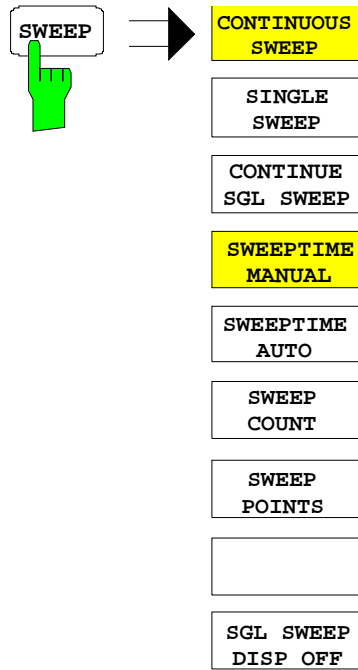 SWEEP
CONTINUOUS
SWEEP
SINGLE
SWEEP
CONTINUE
SGL SWEEP
SWEEPTIME
MANUAL
SWEEPTIME
AUTO
SWEEP
COUNT
SWEEP
POINTS
SGL SWEEP
DISP OFF